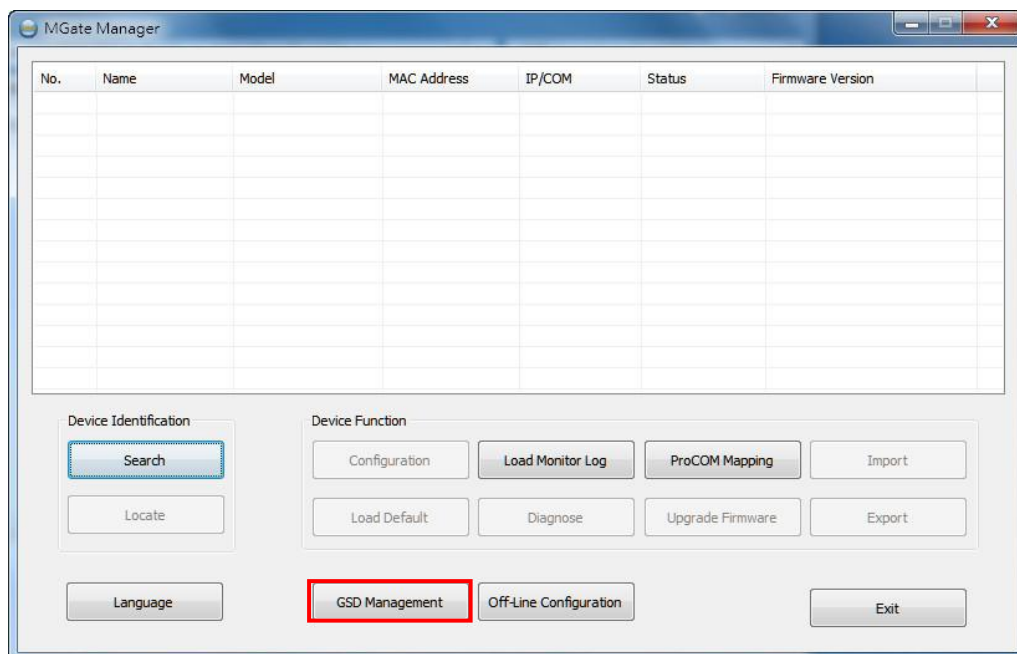 MGate Manager
No. Name Model MAC Address IP/COM Status Firmware Version
Device Identification Device Function
Search Configuration Load Monitor Log ProCOM Mapping Import
Locate Load Default Diagnose Upgrade Firmware Export
Language GSD Management Off-Line Configuration Exit